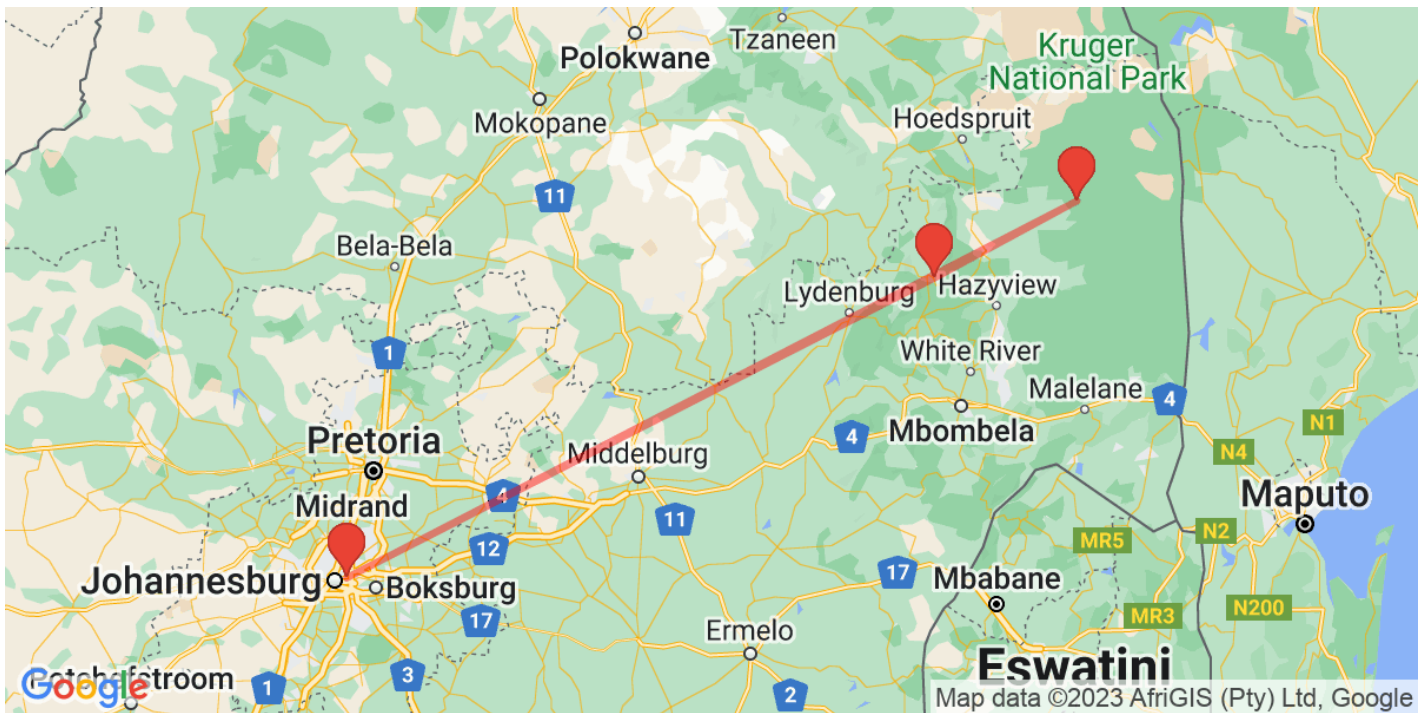 Tzaneen
Kruger
National Park
Polokwane
Mokopane
Hoedspruit
11
Bela-Bela
Lydenburg
Hazyview
1
White River
Malelane
4
N1
Pretoria
Mbombela
4
N4
Middelburg
Midrand
4
Maputo
11
12
MR5
N2
Johannesburg
Boksburg
17
Mbabane
17
MR3
N200
Ermelo
Eswatini
Potchefstroom
1
3
2
Google
Map data ©2023 AfriGIS (Pty) Ltd, Google